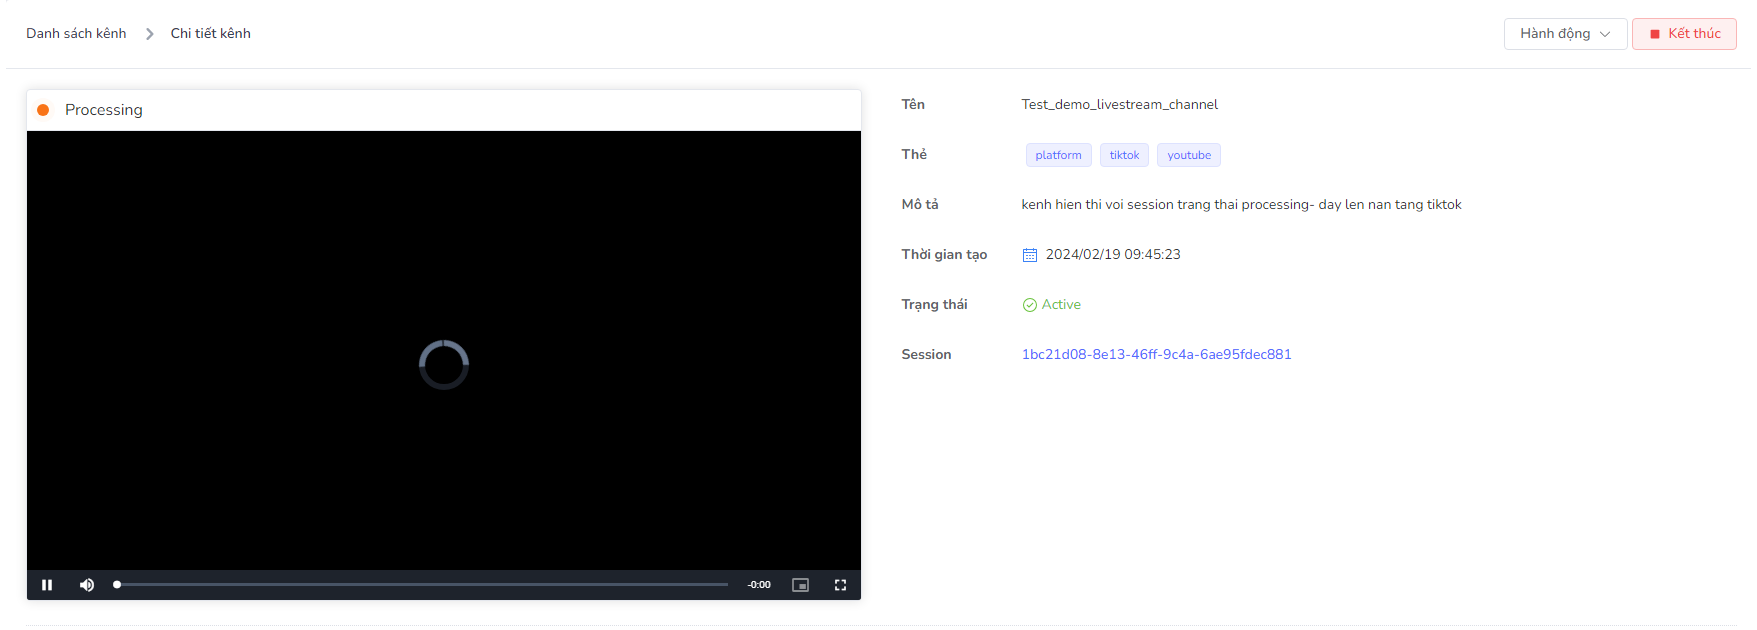 Danh sách kênh
Chi tiết kênh
Hành động
Kết thúc
Processing
-0:00
Tên
Test_demo_livestream_channel
Thẻ
platform tiktok youtube
Mô tả
kenh hien thi voi session trang thai processing- day len nan tang tiktok
Thời gian tạo
2024/02/19 09:45:23
Trạng thái
Active
Session
1bc21d08-8e13-46ff-9c4a-6ae95fdec881